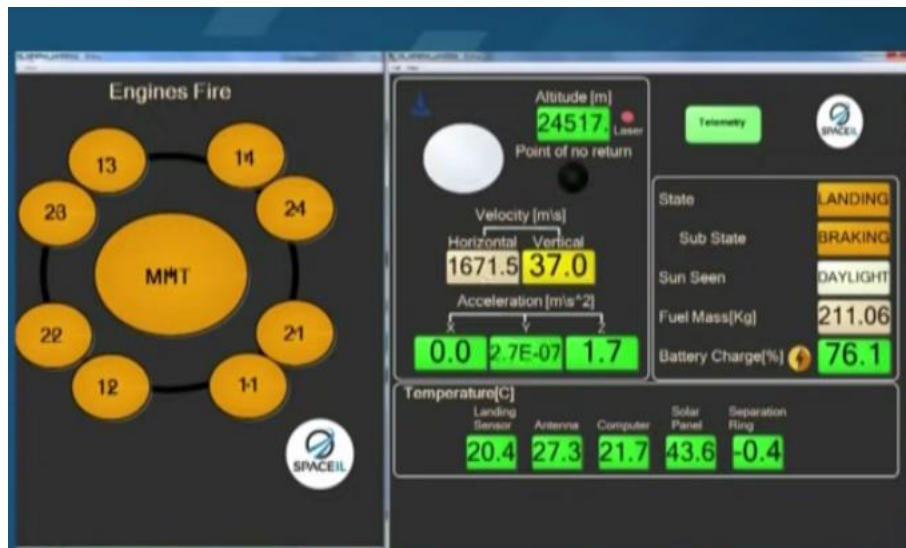 Engines Fire
13
14
23
24
MHT
22
21
12
11
SPACEIL
Altitude [m]
24517.
Laser
Point of no return
Velocity [m\s]
Horizontal Vertical
1671.5 37.0
Acceleration [m\s^2]
X Y Z
0.0 2.7E-07 1.7
Telemetry
SPACEIL
State LANDING
Sub State BRAKING
Sun Seen DAYLIGHT
Fuel Mass[Kg] 211.06
Battery Charge[%] 76.1
Temperature[C]
Landing Sensor Antenna Computer Solar Panel Separation Ring
20.4 27.3 21.7 43.6 -0.4